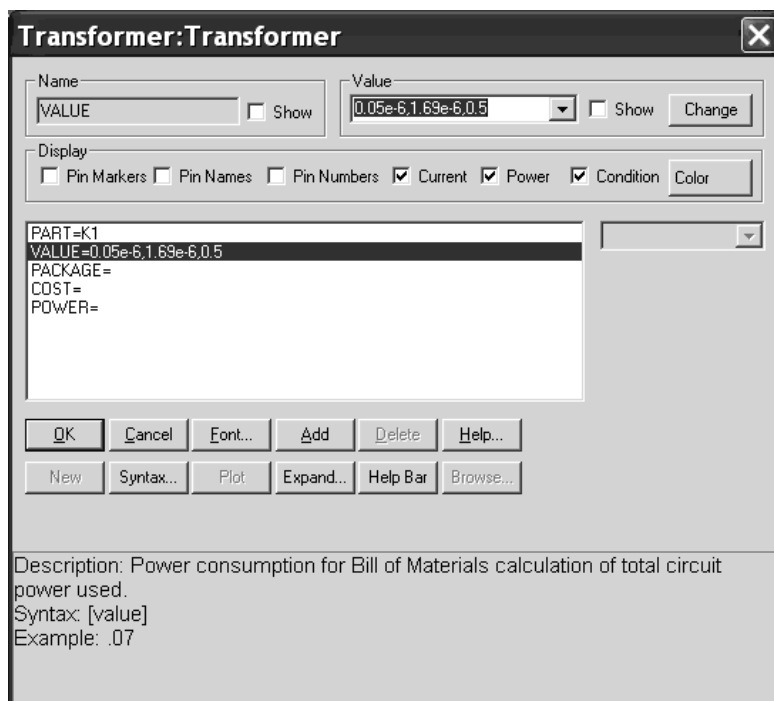 Transformer:Transformer
Name
VALUE
Show
Value
0.05e-6,1.69e-6,0.5
Show
Change
Display
Pin Markers Pin Names Pin Numbers Current Power Condition Color
PART=K1
VALUE=0.05e-6,1.69e-6,0.5
PACKAGE=
COST=
POWER=
OK Cancel Font... Add Delete Help...
New Syntax... Plot Expand... Help Bar Browse...
Description: Power consumption for Bill of Materials calculation of total circuit
power used.
Syntax: [value]
Example: .07